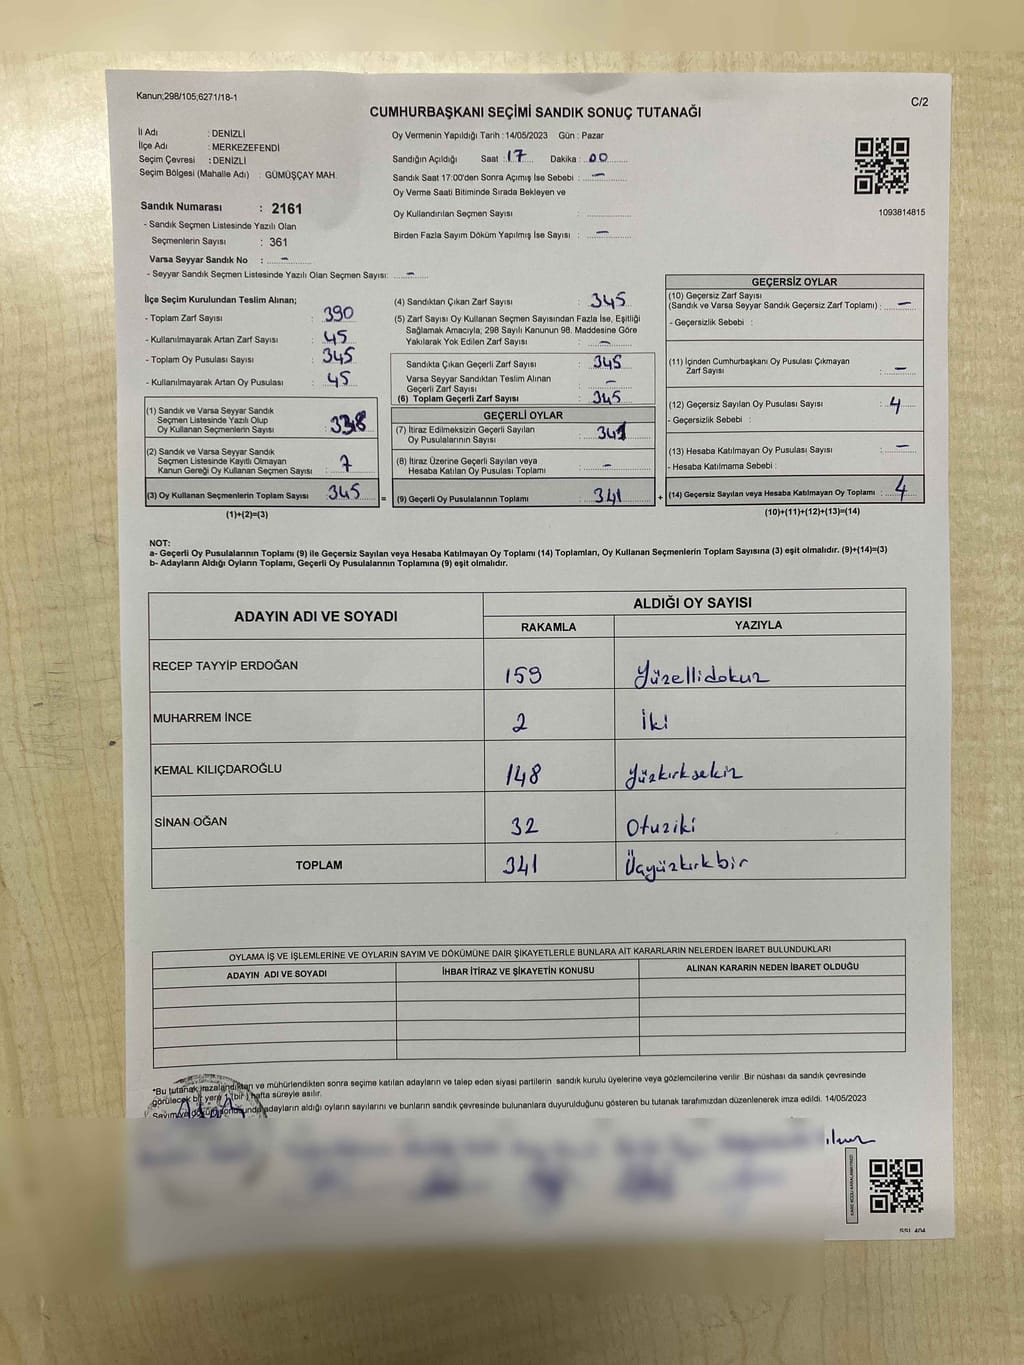 Kanun;298/105;6271/18-1
C/2
CUMHURBAŞKANI SEÇİMİ SANDIK SONUÇ TUTANAĞI
İl Adı : DENİZLİ
İlçe Adı : MERKEZEFENDİ
Seçim Çevresi : DENİZLİ
Seçim Bölgesi (Mahalle Adı) : GÜMÜŞÇAY MAH.
Sandık Numarası : 2161
- Sandık Seçmen Listesinde Yazılı Olan
Seçmenlerin Sayısı : 361
Varsa Seyyar Sandık No : -
- Seyyar Sandık Seçmen Listesinde Yazılı Olan Seçmen Sayısı: -
Oy Vermenin Yapıldığı Tarih : 14/05/2023 Gün : Pazar
Sandığın Açıldığı Saat : 17 Dakika : 00
Sandık Saat 17:00'den Sonra Açımış İse Sebebi : -
Oy Verme Saati Bitiminde Sırada Bekleyen ve
Oy Kullandırılan Seçmen Sayısı :
Birden Fazla Sayım Döküm Yapılmış İse Sayısı : -
1093814815
İlçe Seçim Kurulundan Teslim Alınan;
- Toplam Zarf Sayısı : 390
- Kullanılmayarak Artan Zarf Sayısı : 45
- Toplam Oy Pusulası Sayısı : 345
- Kullanılmayarak Artan Oy Pusulası : 45
(1) Sandık ve Varsa Seyyar Sandık
Seçmen Listesinde Yazılı Olup
Oy Kullanan Seçmenlerin Sayısı : 338
(2) Sandık ve Varsa Seyyar Sandık
Seçmen Listesinde Kayıtlı Olmayan
Kanun Gereği Oy Kullanan Seçmen Sayısı : 7
(3) Oy Kullanan Seçmenlerin Toplam Sayısı : 345 =
(1)+(2)=(3)
(4) Sandıktan Çıkan Zarf Sayısı : 345
(5) Zarf Sayısı Oy Kullanan Seçmen Sayısından Fazla İse, Eşitliği
Sağlamak Amacıyla, 298 Sayılı Kanunun 98. Maddesine Göre
Yakılarak Yok Edilen Zarf Sayısı : -
Sandıkta Çıkan Geçerli Zarf Sayısı : 345
Varsa Seyyar Sandıktan Teslim Alınan
Geçerli Zarf Sayısı : -
(6) Toplam Geçerli Zarf Sayısı : 345
GEÇERLİ OYLAR
(7) İtiraz Edilmeksizin Geçerli Sayılan
Oy Pusulalarının Sayısı : 341
(8) İtiraz Üzerine Geçerli Sayılan veya
Hesaba Katılan Oy Pusulası Toplamı : -
(9) Geçerli Oy Pusulalarının Toplamı : 341 +
GEÇERSİZ OYLAR
(10) Geçersiz Zarf Sayısı
(Sandık ve Varsa Seyyar Sandık Geçersiz Zarf Toplamı) : -
- Geçersizlik Sebebi :
(11) İçinden Cumhurbaşkanı Oy Pusulası Çıkmayan
Zarf Sayısı : -
(12) Geçersiz Sayılan Oy Pusulası Sayısı : 4
- Geçersizlik Sebebi :
(13) Hesaba Katılmayan Oy Pusulası Sayısı : -
- Hesaba Katılmama Sebebi :
(14) Geçersiz Sayılan veya Hesaba Katılmayan Oy Toplamı : 4
(10)+(11)+(12)+(13)=(14)
NOT:
a- Geçerli Oy Pusulalarının Toplamı (9) ile Geçersiz Sayılan veya Hesaba Katılmayan Oy Toplamı (14) Toplamları, Oy Kullanan Seçmenlerin Toplam Sayısına (3) eşit olmalıdır. (9)+(14)=(3)
b- Adayların Aldığı Oyların Toplamı, Geçerli Oy Pusulalarının Toplamına (9) eşit olmalıdır.
ADAYIN ADI VE SOYADI ALDIĞI OY SAYISI
RAKAMLA YAZIYLA
RECEP TAYYİP ERDOĞAN 159 Yüzellidokuz
MUHARREM İNCE 2 İki
KEMAL KILIÇDAROĞLU 148 Yüzkırksekiz
SİNAN OĞAN 32 Otuziki
TOPLAM 341 Üçyüzkırkbir
OYLAMA İŞ VE İŞLEMLERİNE VE OYLARIN SAYIM VE DÖKÜMÜNE DAİR ŞİKAYETLERLE BUNLARA AİT KARARLARIN NELERDEN İBARET BULUNDUKLARI
ADAYIN ADI VE SOYADI İHBAR İTİRAZ VE ŞİKAYETİN KONUSU ALINAN KARARIN NEDEN İBARET OLDUĞU
*Bu tutanak imzalandıktan ve mühürlendikten sonra seçime katılan adayların ve talep eden siyasi partilerin sandık kurulu üyelerine veya gözlemcilerine verilir .Bir nüshası da sandık çevresinde
görülecek bir yere 1 (bir ) hafta süreyle asılır.
Sayım ve döküm sonucunda adayların aldığı oyların sayılarını ve bunların sandık çevresinde bulunanlara duyurulduğunu gösteren bu tutanak tarafımızdan düzenlenerek imza edildi. 14/05/2023
SSI 404